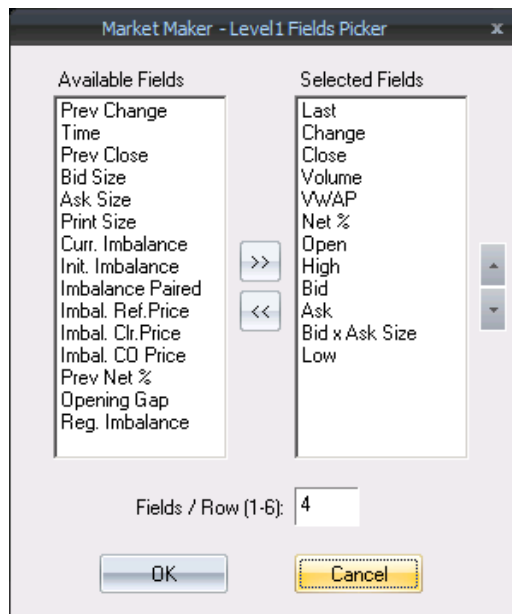 Market Maker - Level1 Fields Picker x
Available Fields
Prev Change
Time
Prev Close
Bid Size
Ask Size
Print Size
Curr. Imbalance
Init. Imbalance
Imbalance Paired
Imbal. Ref.Price
Imbal. Clr.Price
Imbal. CO Price
Prev Net %
Opening Gap
Reg. Imbalance
>>
<<
Selected Fields
Last
Change
Close
Volume
VWAP
Net %
Open
High
Bid
Ask
Bid x Ask Size
Low
Fields / Row (1-6): 4
OK Cancel